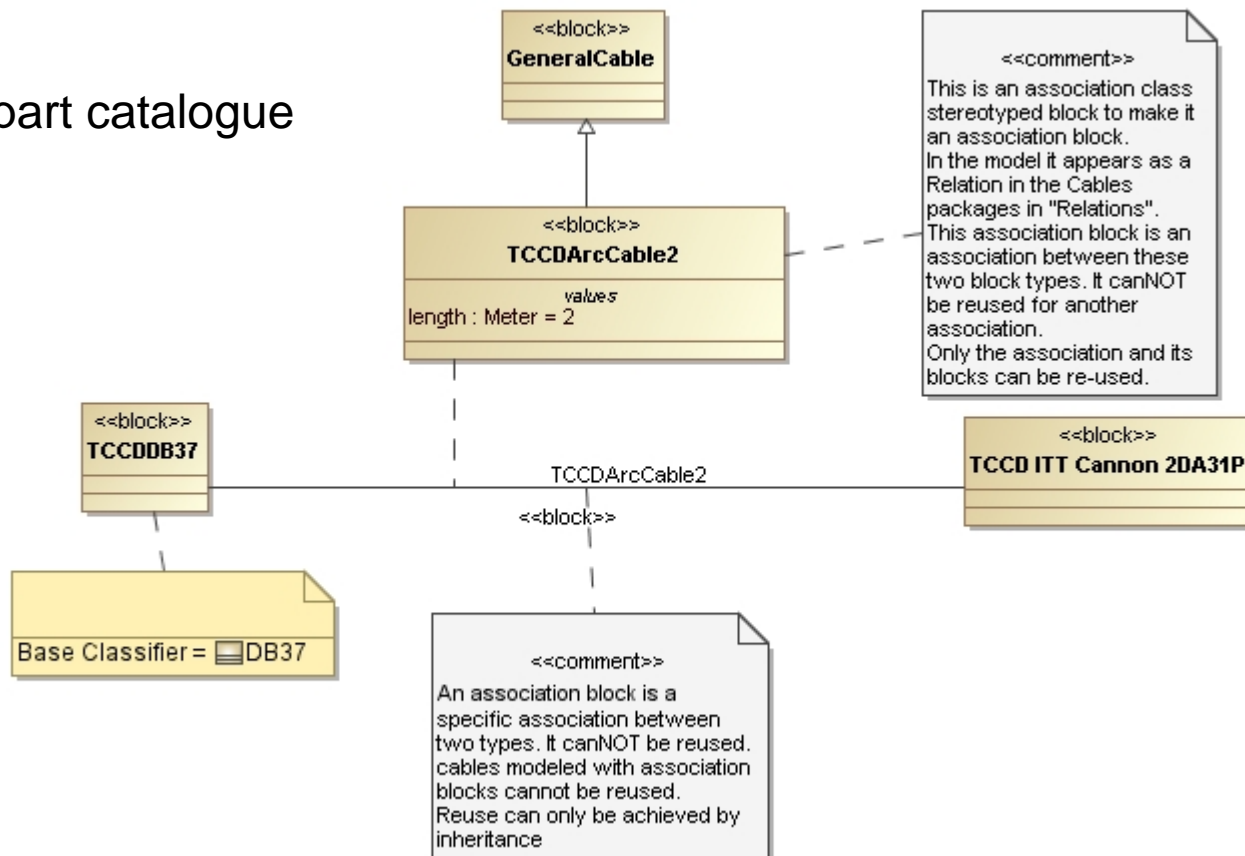 <<block>>
GeneralCable
part catalogue
<<comment>>
This is an association class
stereotyped block to make it
an association block.
In the model it appears as a
Relation in the Cables
packages in "Relations".
This association block is an
association between these
two block types. It canNOT
be reused for another
association.
Only the association and its
blocks can be re-used.
<<block>>
TCCDArcCable2
values
length : Meter = 2
<<block>>
TCCDDB37
TCCDArcCable2
<<block>>
<<block>>
TCCD ITT Cannon 2DA31P
Base Classifier = DB37
<<comment>>
An association block is a
specific association between
two types. It canNOT be reused.
cables modeled with association
blocks cannot be reused.
Reuse can only be achieved by
inheritance